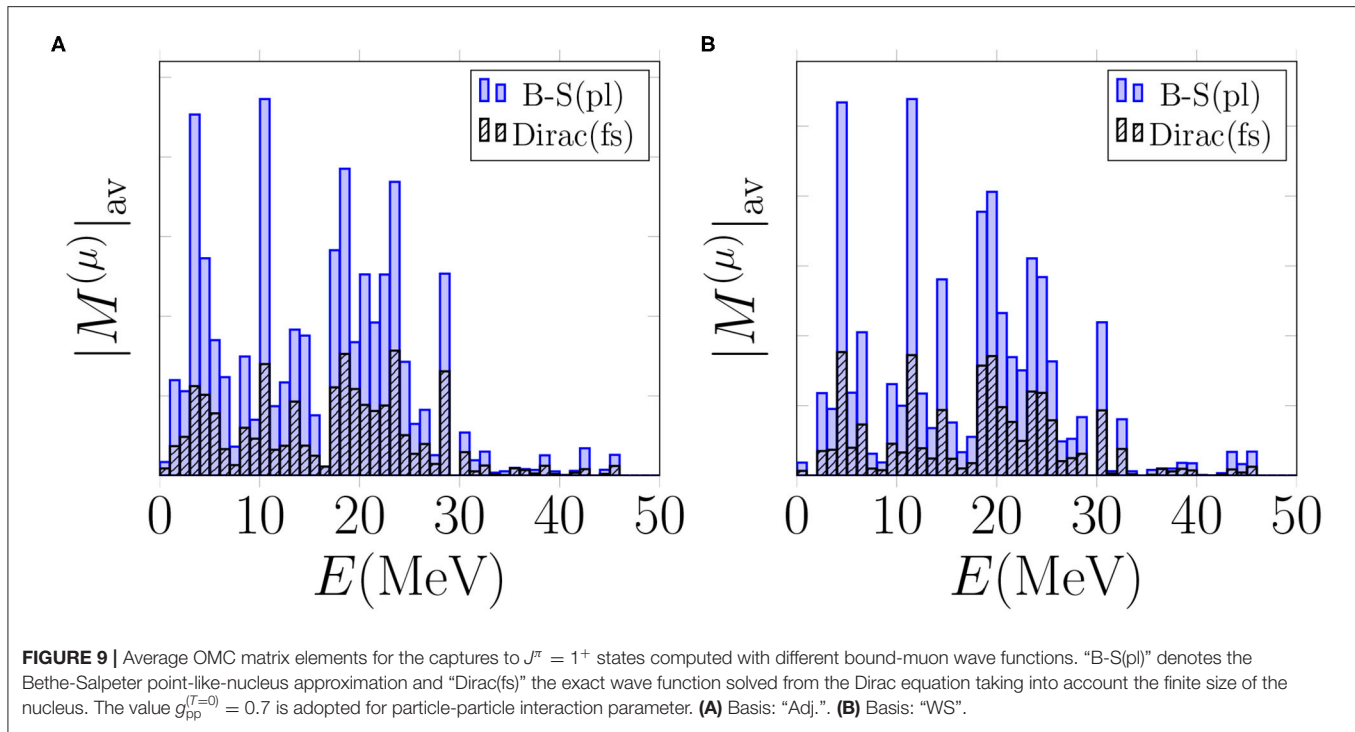 A
B
B-S(pl)
Dirac(fs)
|M^(μ)|_av
0 10 20 30 40 50
E(MeV)
B-S(pl)
Dirac(fs)
|M^(μ)|_av
0 10 20 30 40 50
E(MeV)
FIGURE 9 | Average OMC matrix elements for the captures to J^π = 1^+ states computed with different bound-muon wave functions. “B-S(pl)” denotes the
Bethe-Salpeter point-like-nucleus approximation and “Dirac(fs)” the exact wave function solved from the Dirac equation taking into account the finite size of the
nucleus. The value g_pp^(T=0) = 0.7 is adopted for particle-particle interaction parameter. (A) Basis: “Adj.”. (B) Basis: “WS”.